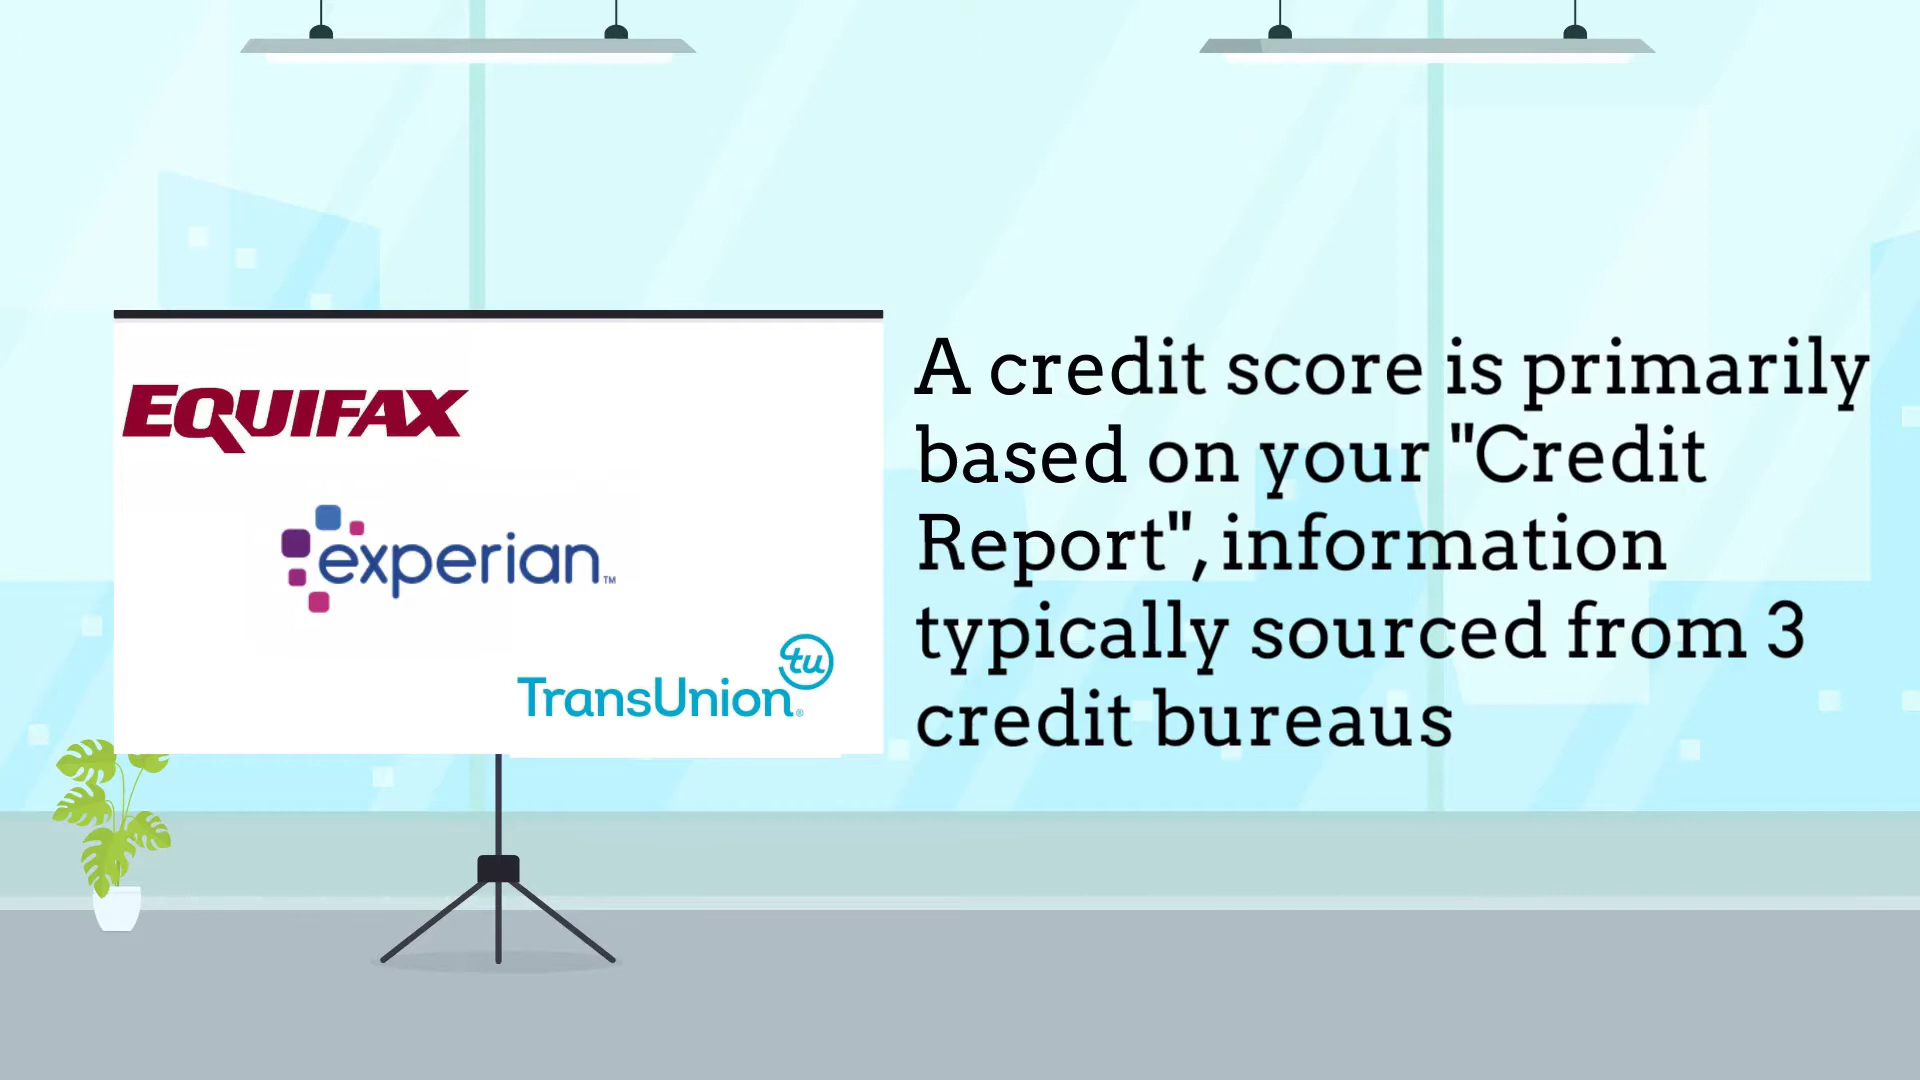 EQUIFAX
experian™
tu
TransUnion®
A credit score is primarily
based on your "Credit
Report", information
typically sourced from 3
credit bureaus